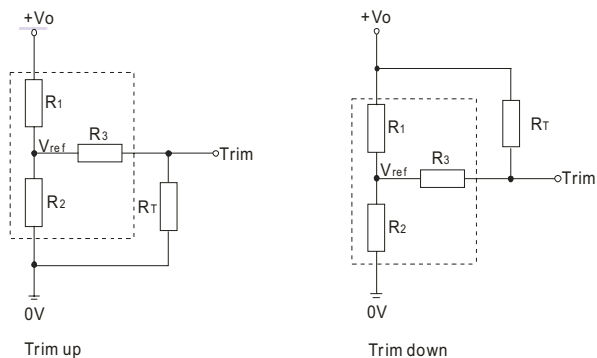 +Vo
R1
Vref
R3
Trim
R2
RT
0V
Trim up
+Vo
R1
RT
Vref
R3
Trim
R2
0V
Trim down